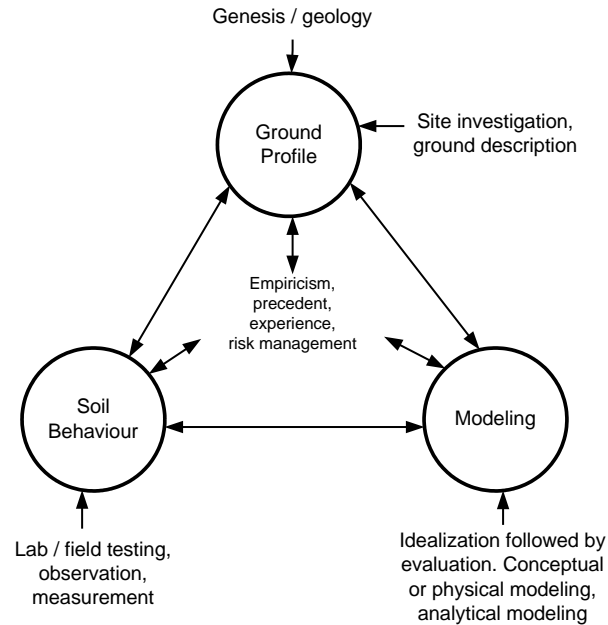 Genesis / geology
Ground
Profile
Site investigation,
ground description
Empiricism,
precedent,
experience,
risk management
Soil
Behaviour
Modeling
Lab / field testing,
observation,
measurement
Idealization followed by
evaluation. Conceptual
or physical modeling,
analytical modeling